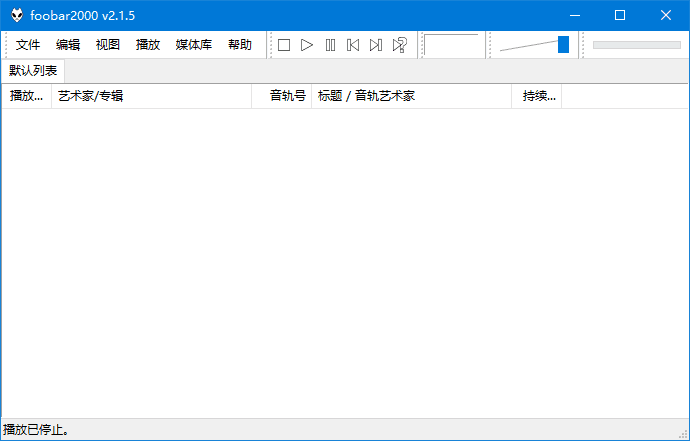 foobar2000 v2.1.5
文件 编辑 视图 播放 媒体库 帮助
默认列表
播放... 艺术家/专辑 音轨号 标题 / 音轨艺术家 持续...
播放已停止。